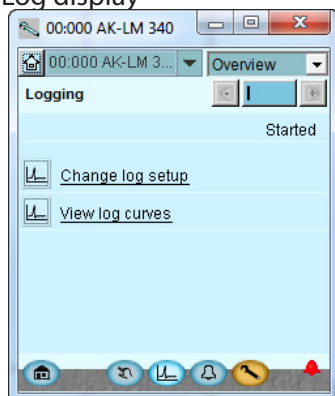 Log display
00:000 AK-LM 340
00:000 AK-LM 3... Overview
Logging
Started
Change log setup
View log curves